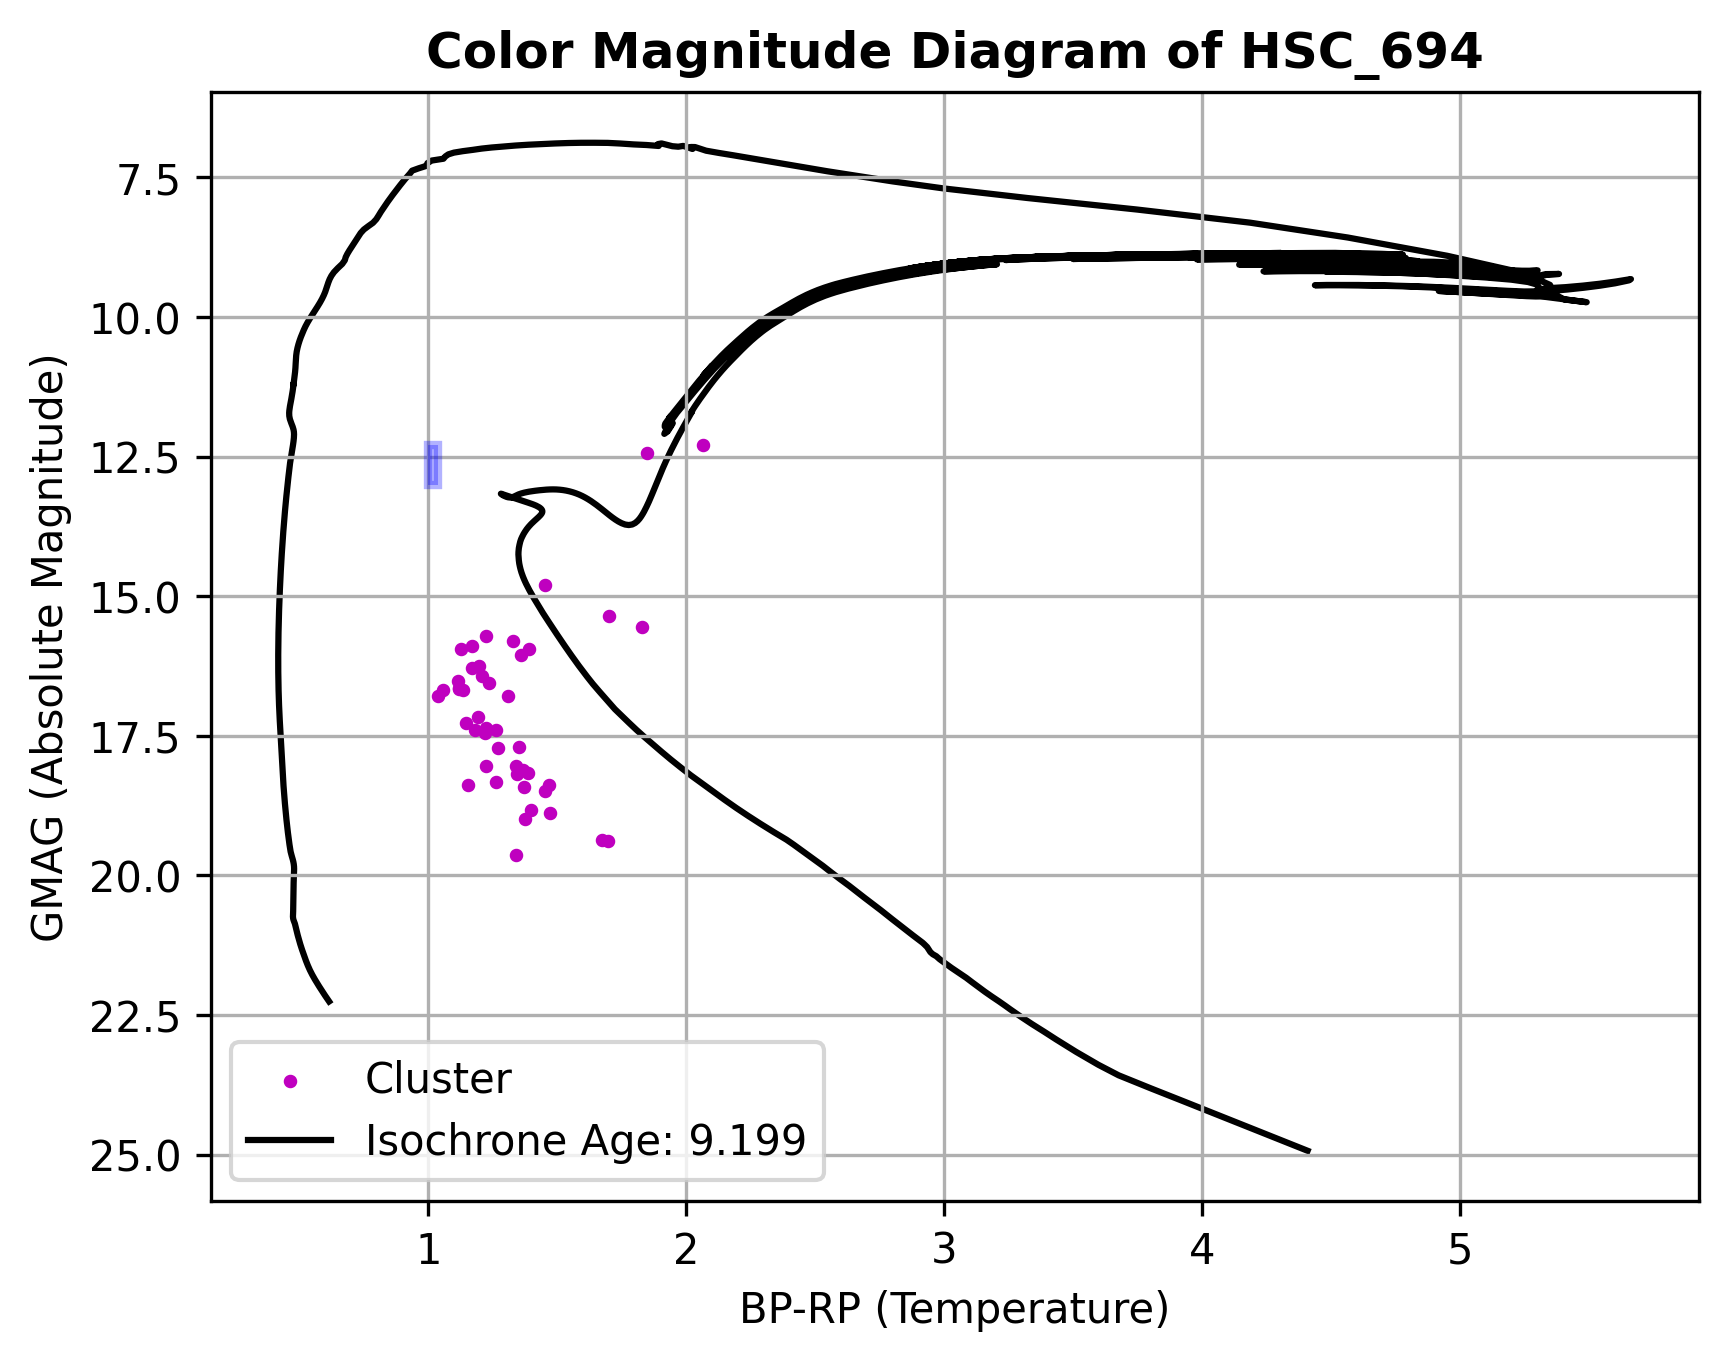 Color Magnitude Diagram of HSC_694
GMAG (Absolute Magnitude)
7.5
10.0
12.5
15.0
17.5
20.0
22.5
25.0
Cluster
Isochrone Age: 9.199
1 2 3 4 5
BP-RP (Temperature)